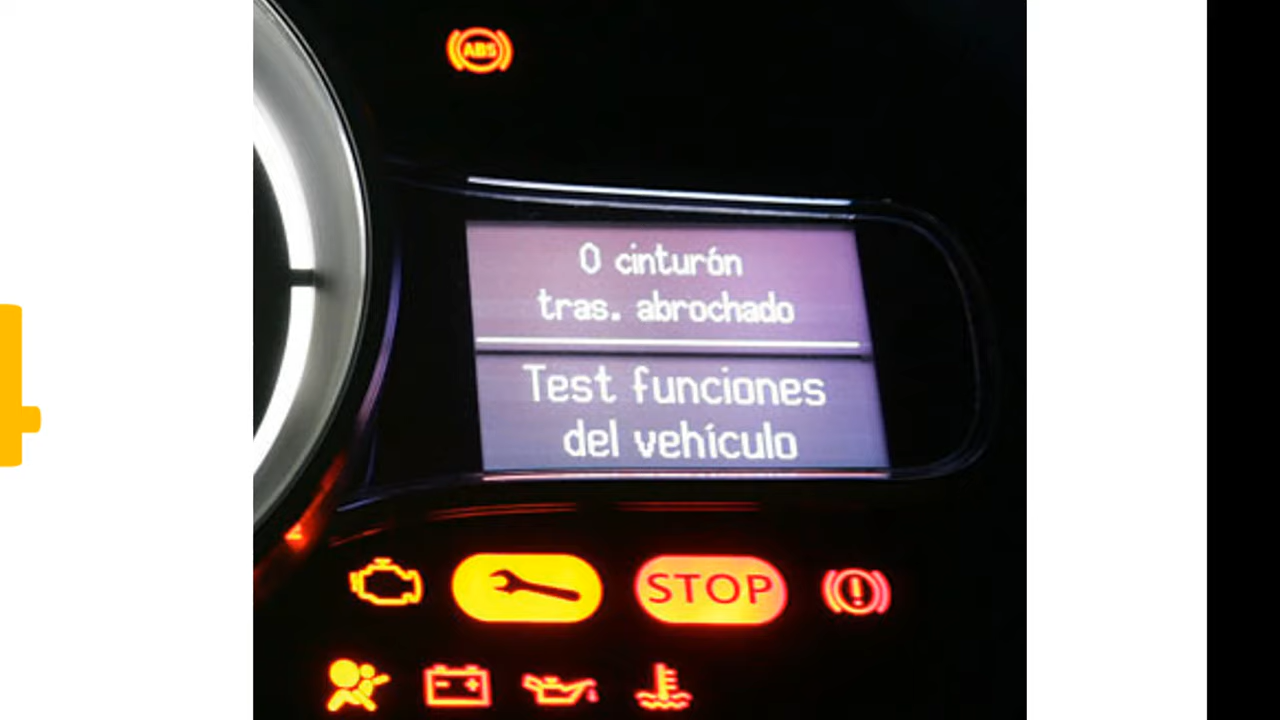 ABS
0 cinturón
tras. abrochado
Test funciones
del vehículo
STOP